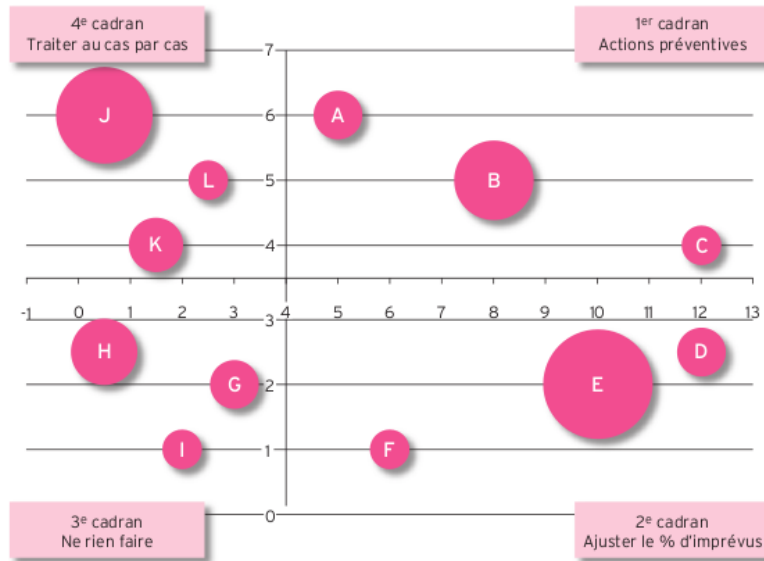 4e cadran
Traiter au cas par cas
1er cadran
Actions préventives
7
J
6
A
L
5
B
K
4
C
-1 0 1 2 3 4 5 6 7 8 9 10 11 12 13
3
H
D
G
2
E
I
1
F
0
3e cadran
Ne rien faire
2e cadran
Ajuster le % d'imprévus